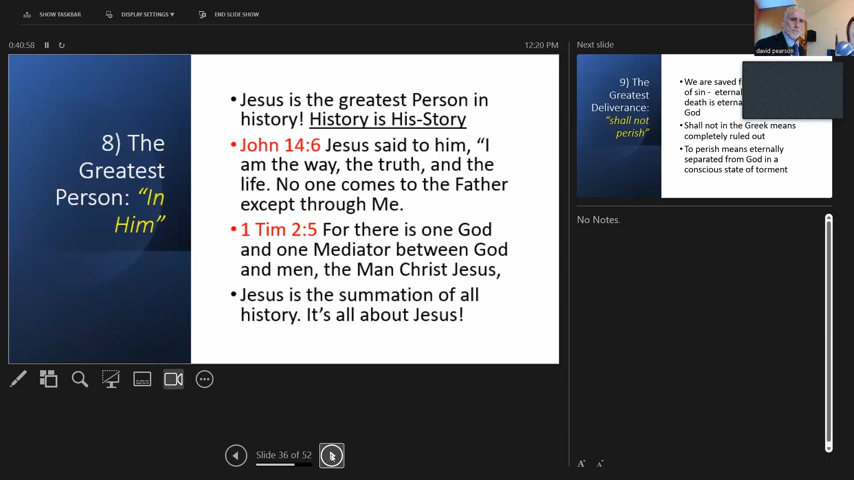 SHOW TASKBAR
DISPLAY SETTINGS
END SLIDE SHOW
0:40:58
12:20 PM
8) The
Greatest
Person: “In
Him”
• Jesus is the greatest Person in
history! History is His-Story
• John 14:6 Jesus said to him, “I
am the way, the truth, and the
life. No one comes to the Father
except through Me.
• 1 Tim 2:5 For there is one God
and one Mediator between God
and men, the Man Christ Jesus,
• Jesus is the summation of all
history. It’s all about Jesus!
Slide 36 of 52
Next slide
david pearson
9) The
Greatest
Deliverance:
“shall not
perish”
• We are saved
of sin - eternal
death is
God
• Shall not in the Greek means
completely ruled out
• To perish means eternally
separated from God in a
conscious state of torment
No Notes.
A A